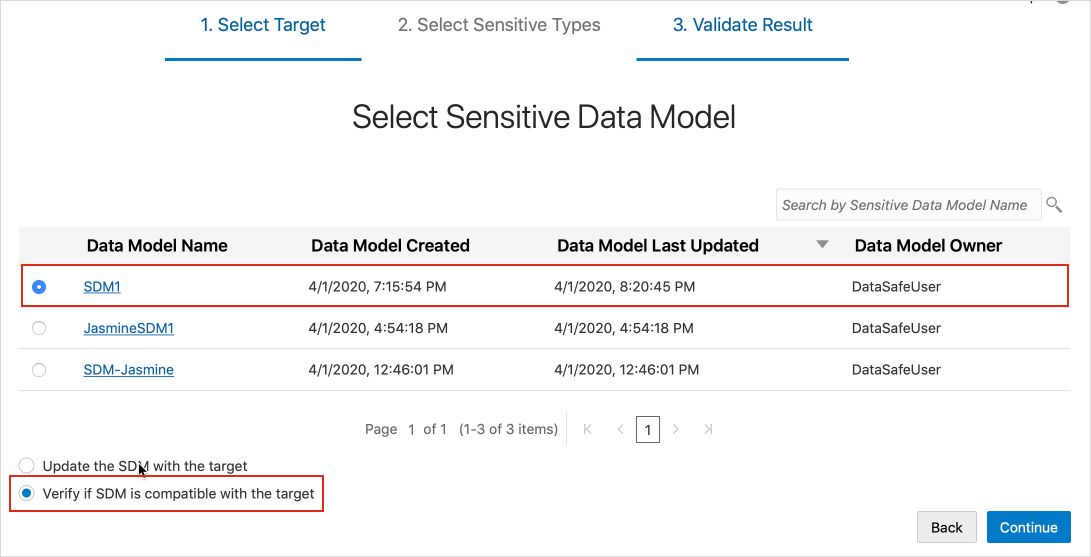 1. Select Target 2. Select Sensitive Types 3. Validate Result
Select Sensitive Data Model
Search by Sensitive Data Model Name
Data Model Name Data Model Created Data Model Last Updated Data Model Owner
SDM1 4/1/2020, 7:15:54 PM 4/1/2020, 8:20:45 PM DataSafeUser
JasmineSDM1 4/1/2020, 4:54:18 PM 4/1/2020, 4:54:18 PM DataSafeUser
SDM-Jasmine 4/1/2020, 12:46:01 PM 4/1/2020, 12:46:01 PM DataSafeUser
Page 1 of 1 (1-3 of 3 items) 1
Update the SDM with the target
Verify if SDM is compatible with the target
Back Continue